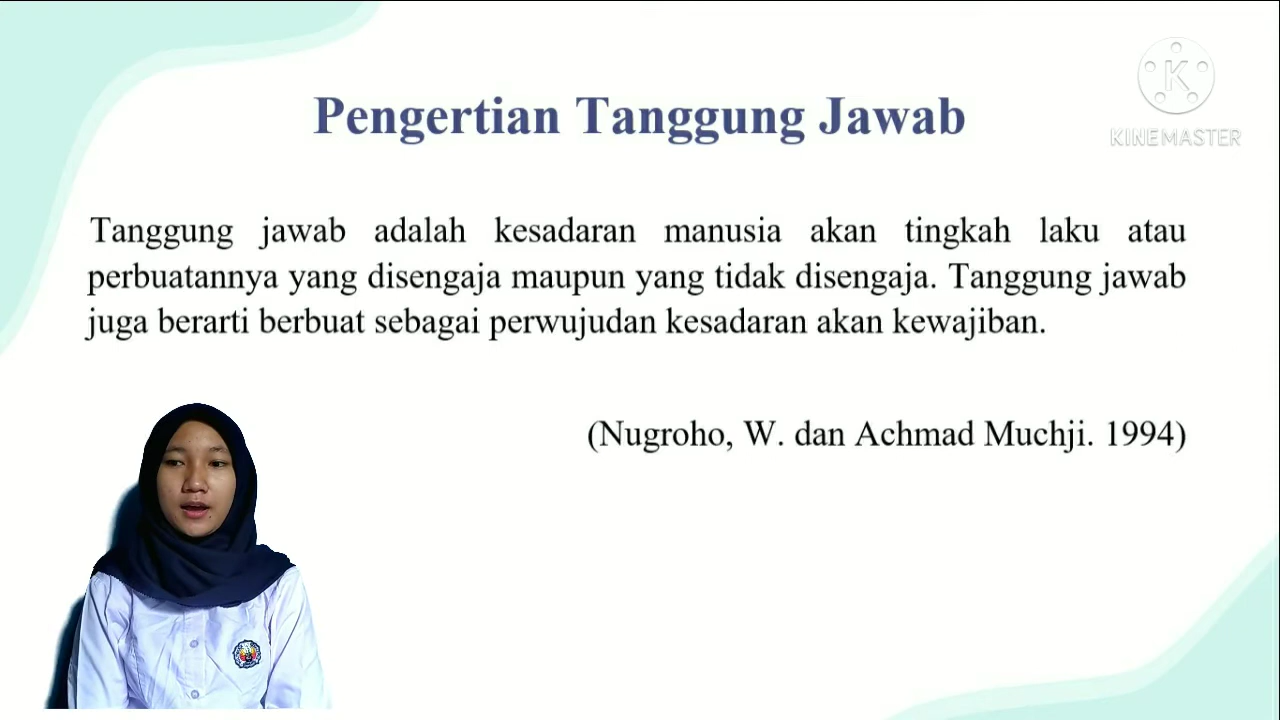 Pengertian Tanggung Jawab
KINEMASTER
Tanggung jawab adalah kesadaran manusia akan tingkah laku atau
perbuatannya yang disengaja maupun yang tidak disengaja. Tanggung jawab
juga berarti berbuat sebagai perwujudan kesadaran akan kewajiban.
(Nugroho, W. dan Achmad Muchji. 1994)